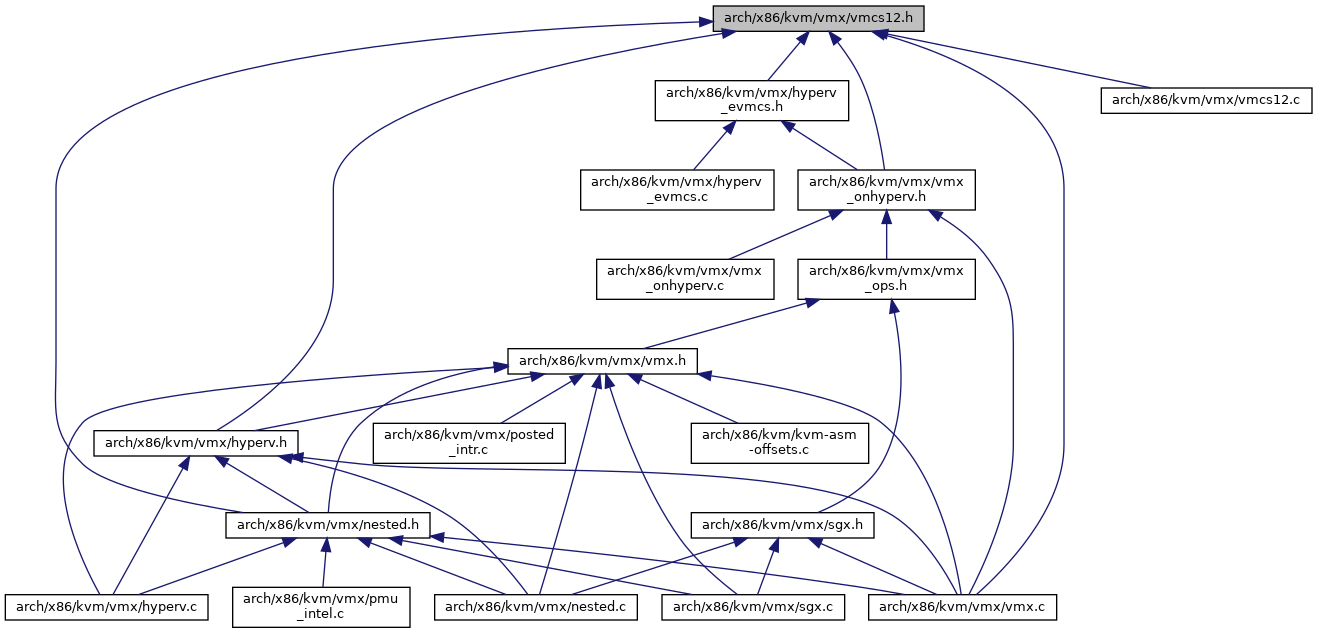 arch/x86/kvm/vmx/vmcs12.h
arch/x86/kvm/vmx/hyperv
_evmcs.h
arch/x86/kvm/vmx/vmcs12.c
arch/x86/kvm/vmx/hyperv
_evmcs.c
arch/x86/kvm/vmx/vmx
_onhyperv.h
arch/x86/kvm/vmx/vmx
_onhyperv.c
arch/x86/kvm/vmx/vmx
_ops.h
arch/x86/kvm/vmx/vmx.h
arch/x86/kvm/vmx/hyperv.h
arch/x86/kvm/vmx/posted
_intr.c
arch/x86/kvm/kvm-asm
-offsets.c
arch/x86/kvm/vmx/nested.h
arch/x86/kvm/vmx/sgx.h
arch/x86/kvm/vmx/hyperv.c
arch/x86/kvm/vmx/pmu
_intel.c
arch/x86/kvm/vmx/nested.c
arch/x86/kvm/vmx/sgx.c
arch/x86/kvm/vmx/vmx.c